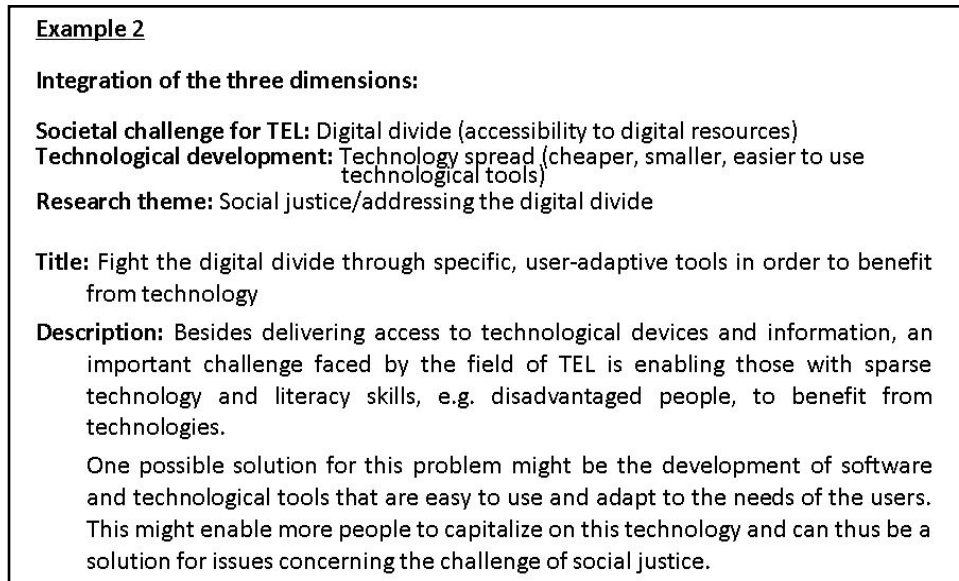 Example 2
Integration of the three dimensions:
Societal challenge for TEL: Digital divide (accessibility to digital resources)
Technological development: Technology spread (cheaper, smaller, easier to use
technological tools)
Research theme: Social justice/addressing the digital divide
Title: Fight the digital divide through specific, user-adaptive tools in order to benefit
from technology
Description: Besides delivering access to technological devices and information, an
important challenge faced by the field of TEL is enabling those with sparse
technology and literacy skills, e.g. disadvantaged people, to benefit from
technologies.
One possible solution for this problem might be the development of software
and technological tools that are easy to use and adapt to the needs of the users.
This might enable more people to capitalize on this technology and can thus be a
solution for issues concerning the challenge of social justice.